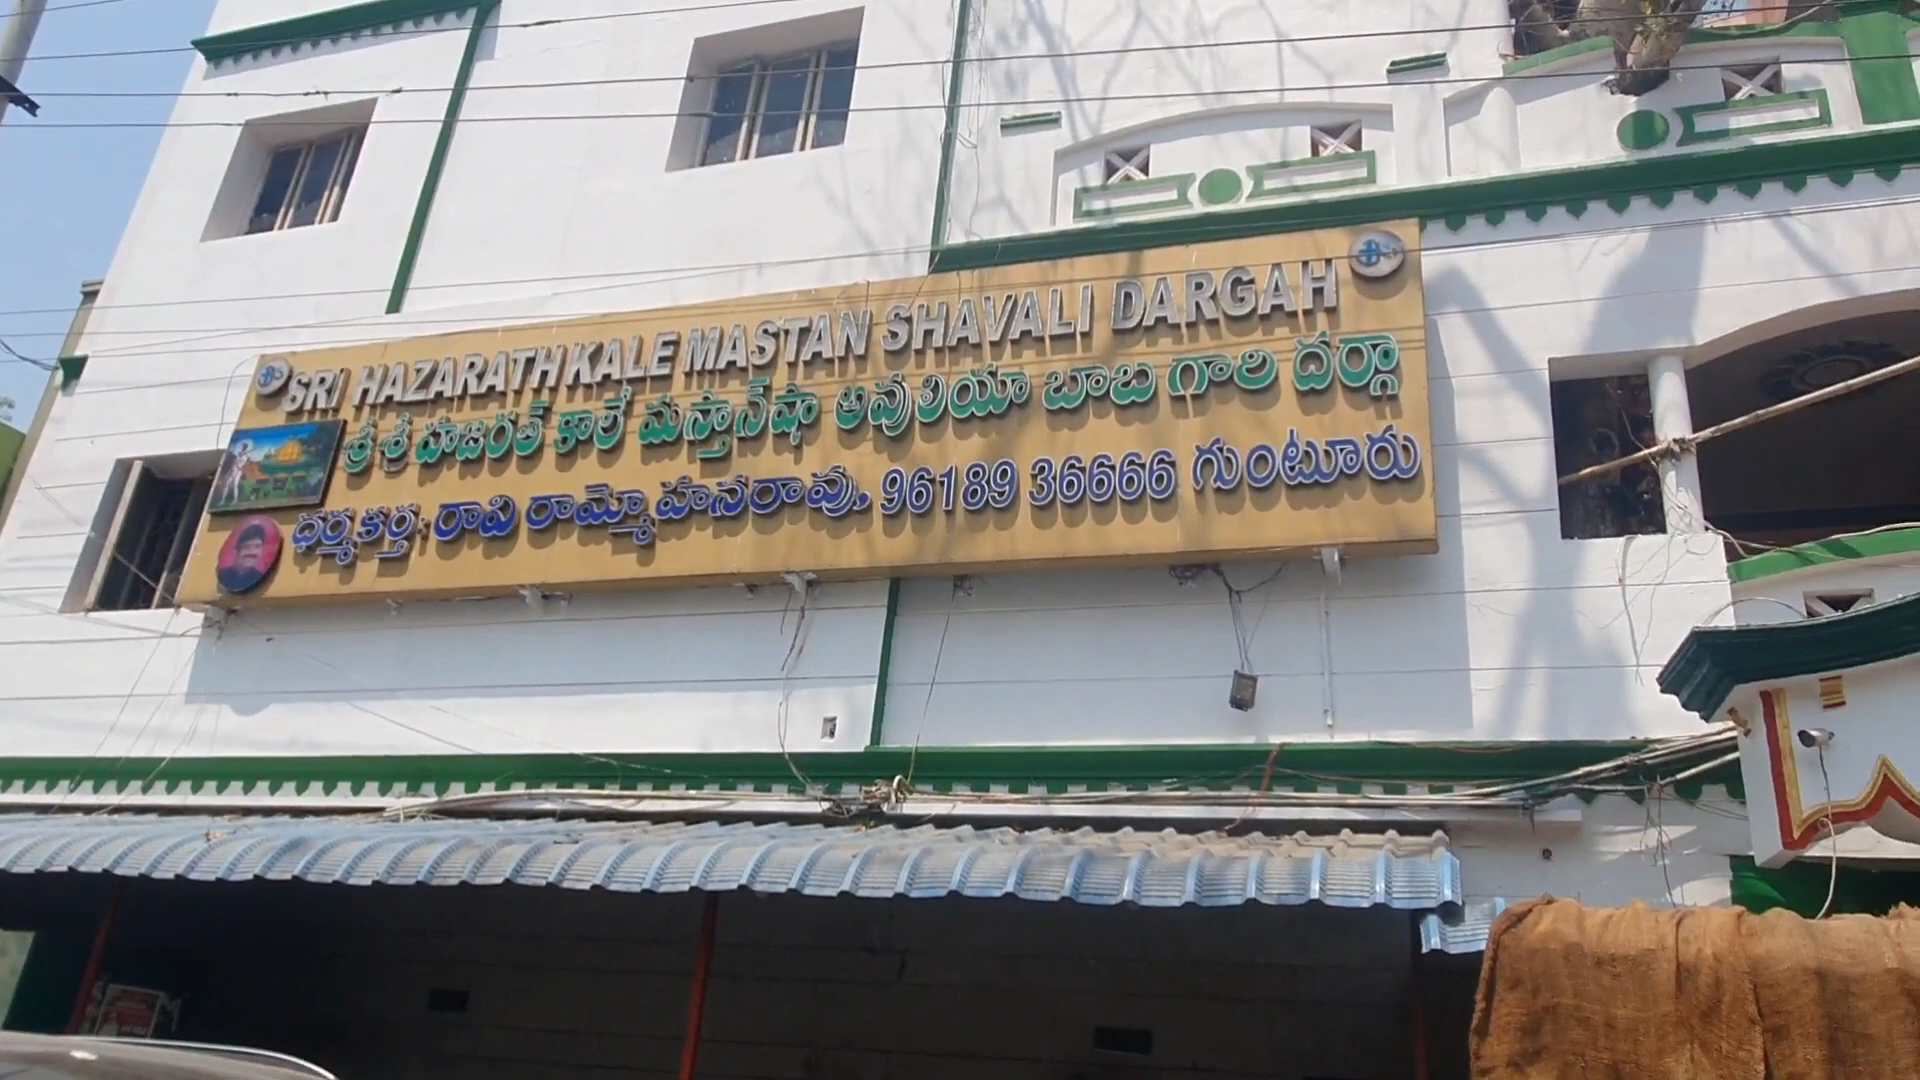 SRI HAZARATH KALE MASTAN SHAVALI DARGAH
శ్రీ శ్రీ హజరత్ కాలే మస్తాన్‌షా అవులియా బాబ గారి దర్గా
ధర్మకర్త: రావి రామ్మోహనరావు, 96189 36666 గుంటూరు